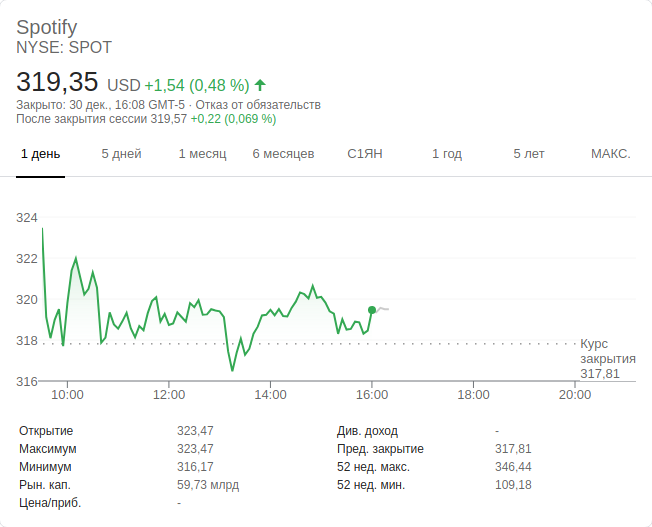 Spotify
NYSE: SPOT
319,35 USD +1,54 (0,48 %)
Закрыто: 30 дек., 16:08 GMT-5 · Отказ от обязательств
После закрытия сессии 319,57 +0,22 (0,069 %)
1 день 5 дней 1 месяц 6 месяцев С1ЯН 1 год 5 лет МАКС.
324
322
320
318
Курс
закрытия
317,81
316
10:00 12:00 14:00 16:00 18:00 20:00
Открытие 323,47 Див. доход -
Максимум 323,47 Пред. закрытие 317,81
Минимум 316,17 52 нед. макс. 346,44
Рын. кап. 59,73 млрд 52 нед. мин. 109,18
Цена/приб. -